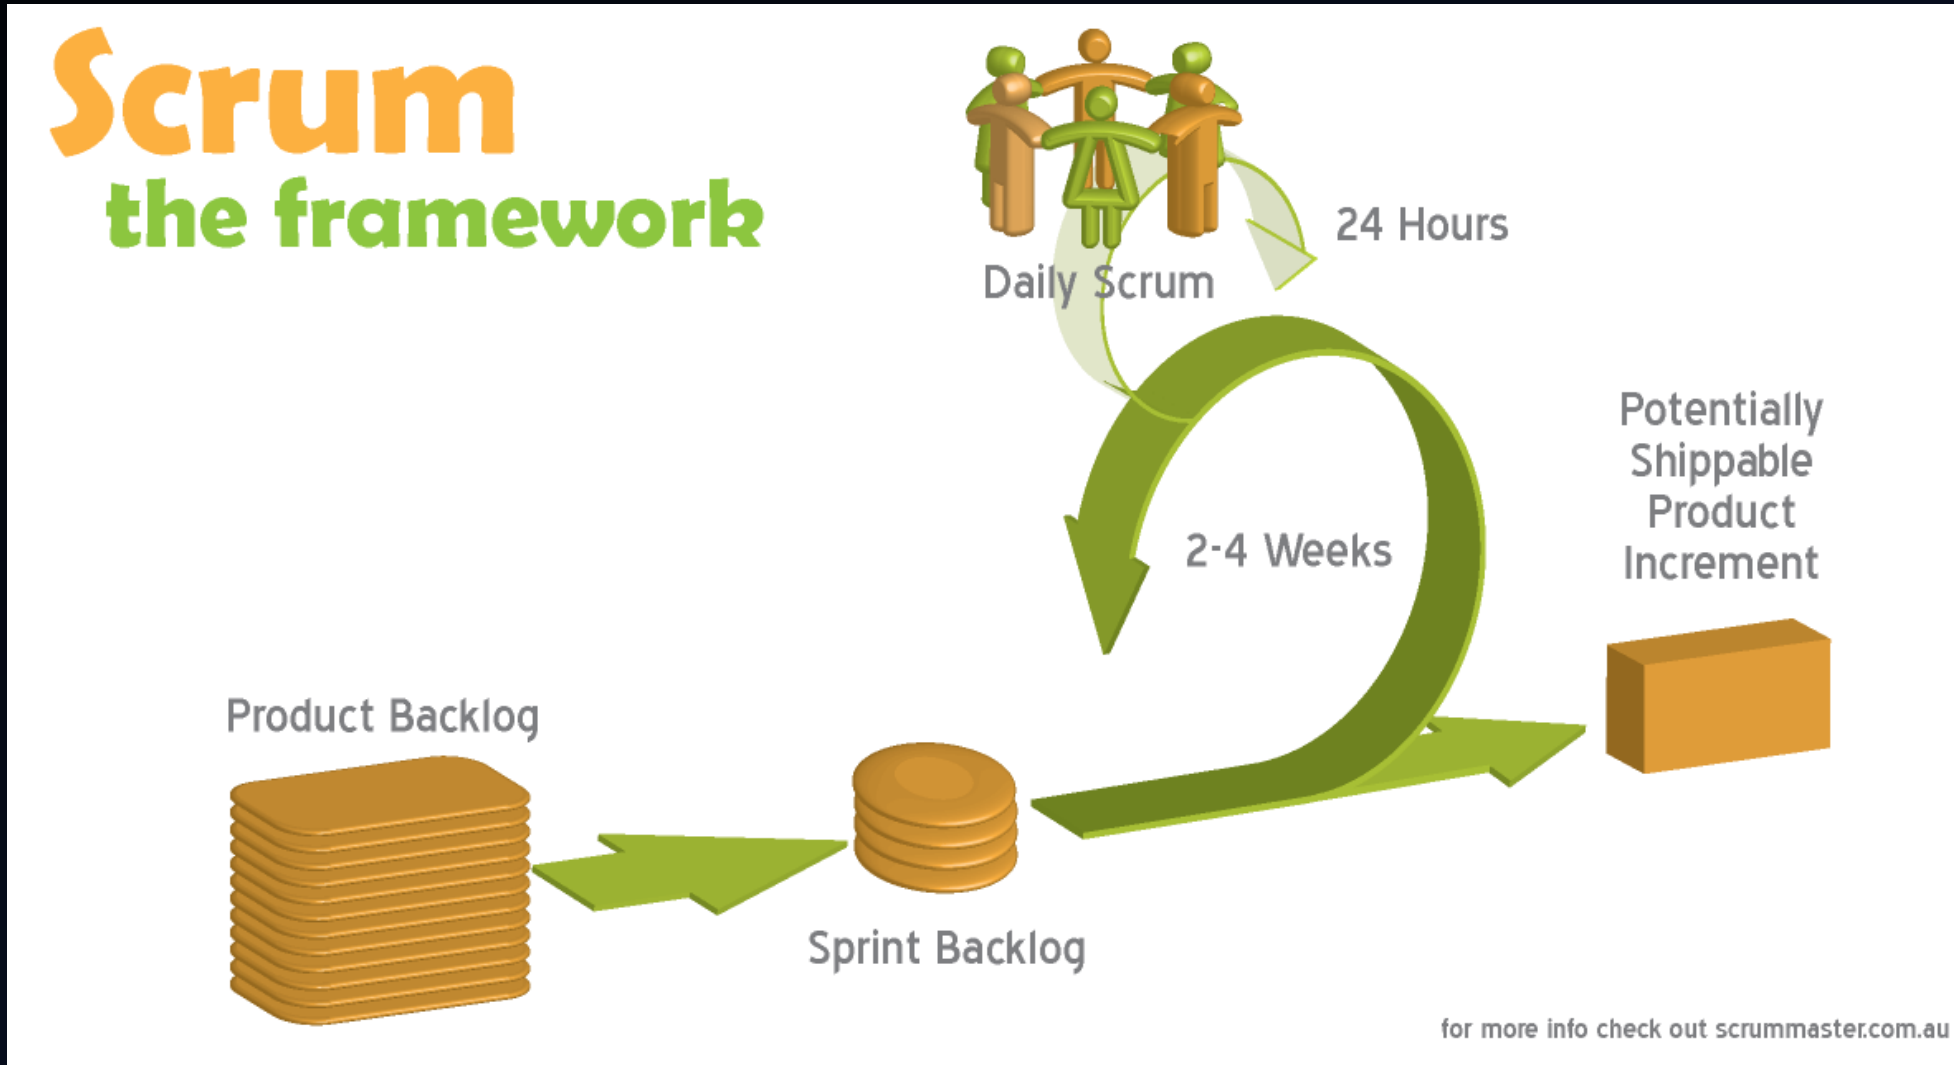 Scrum
the framework
24 Hours
Daily Scrum
Potentially
Shippable
Product
Increment
2-4 Weeks
Product Backlog
Sprint Backlog
for more info check out scrummaster.com.au